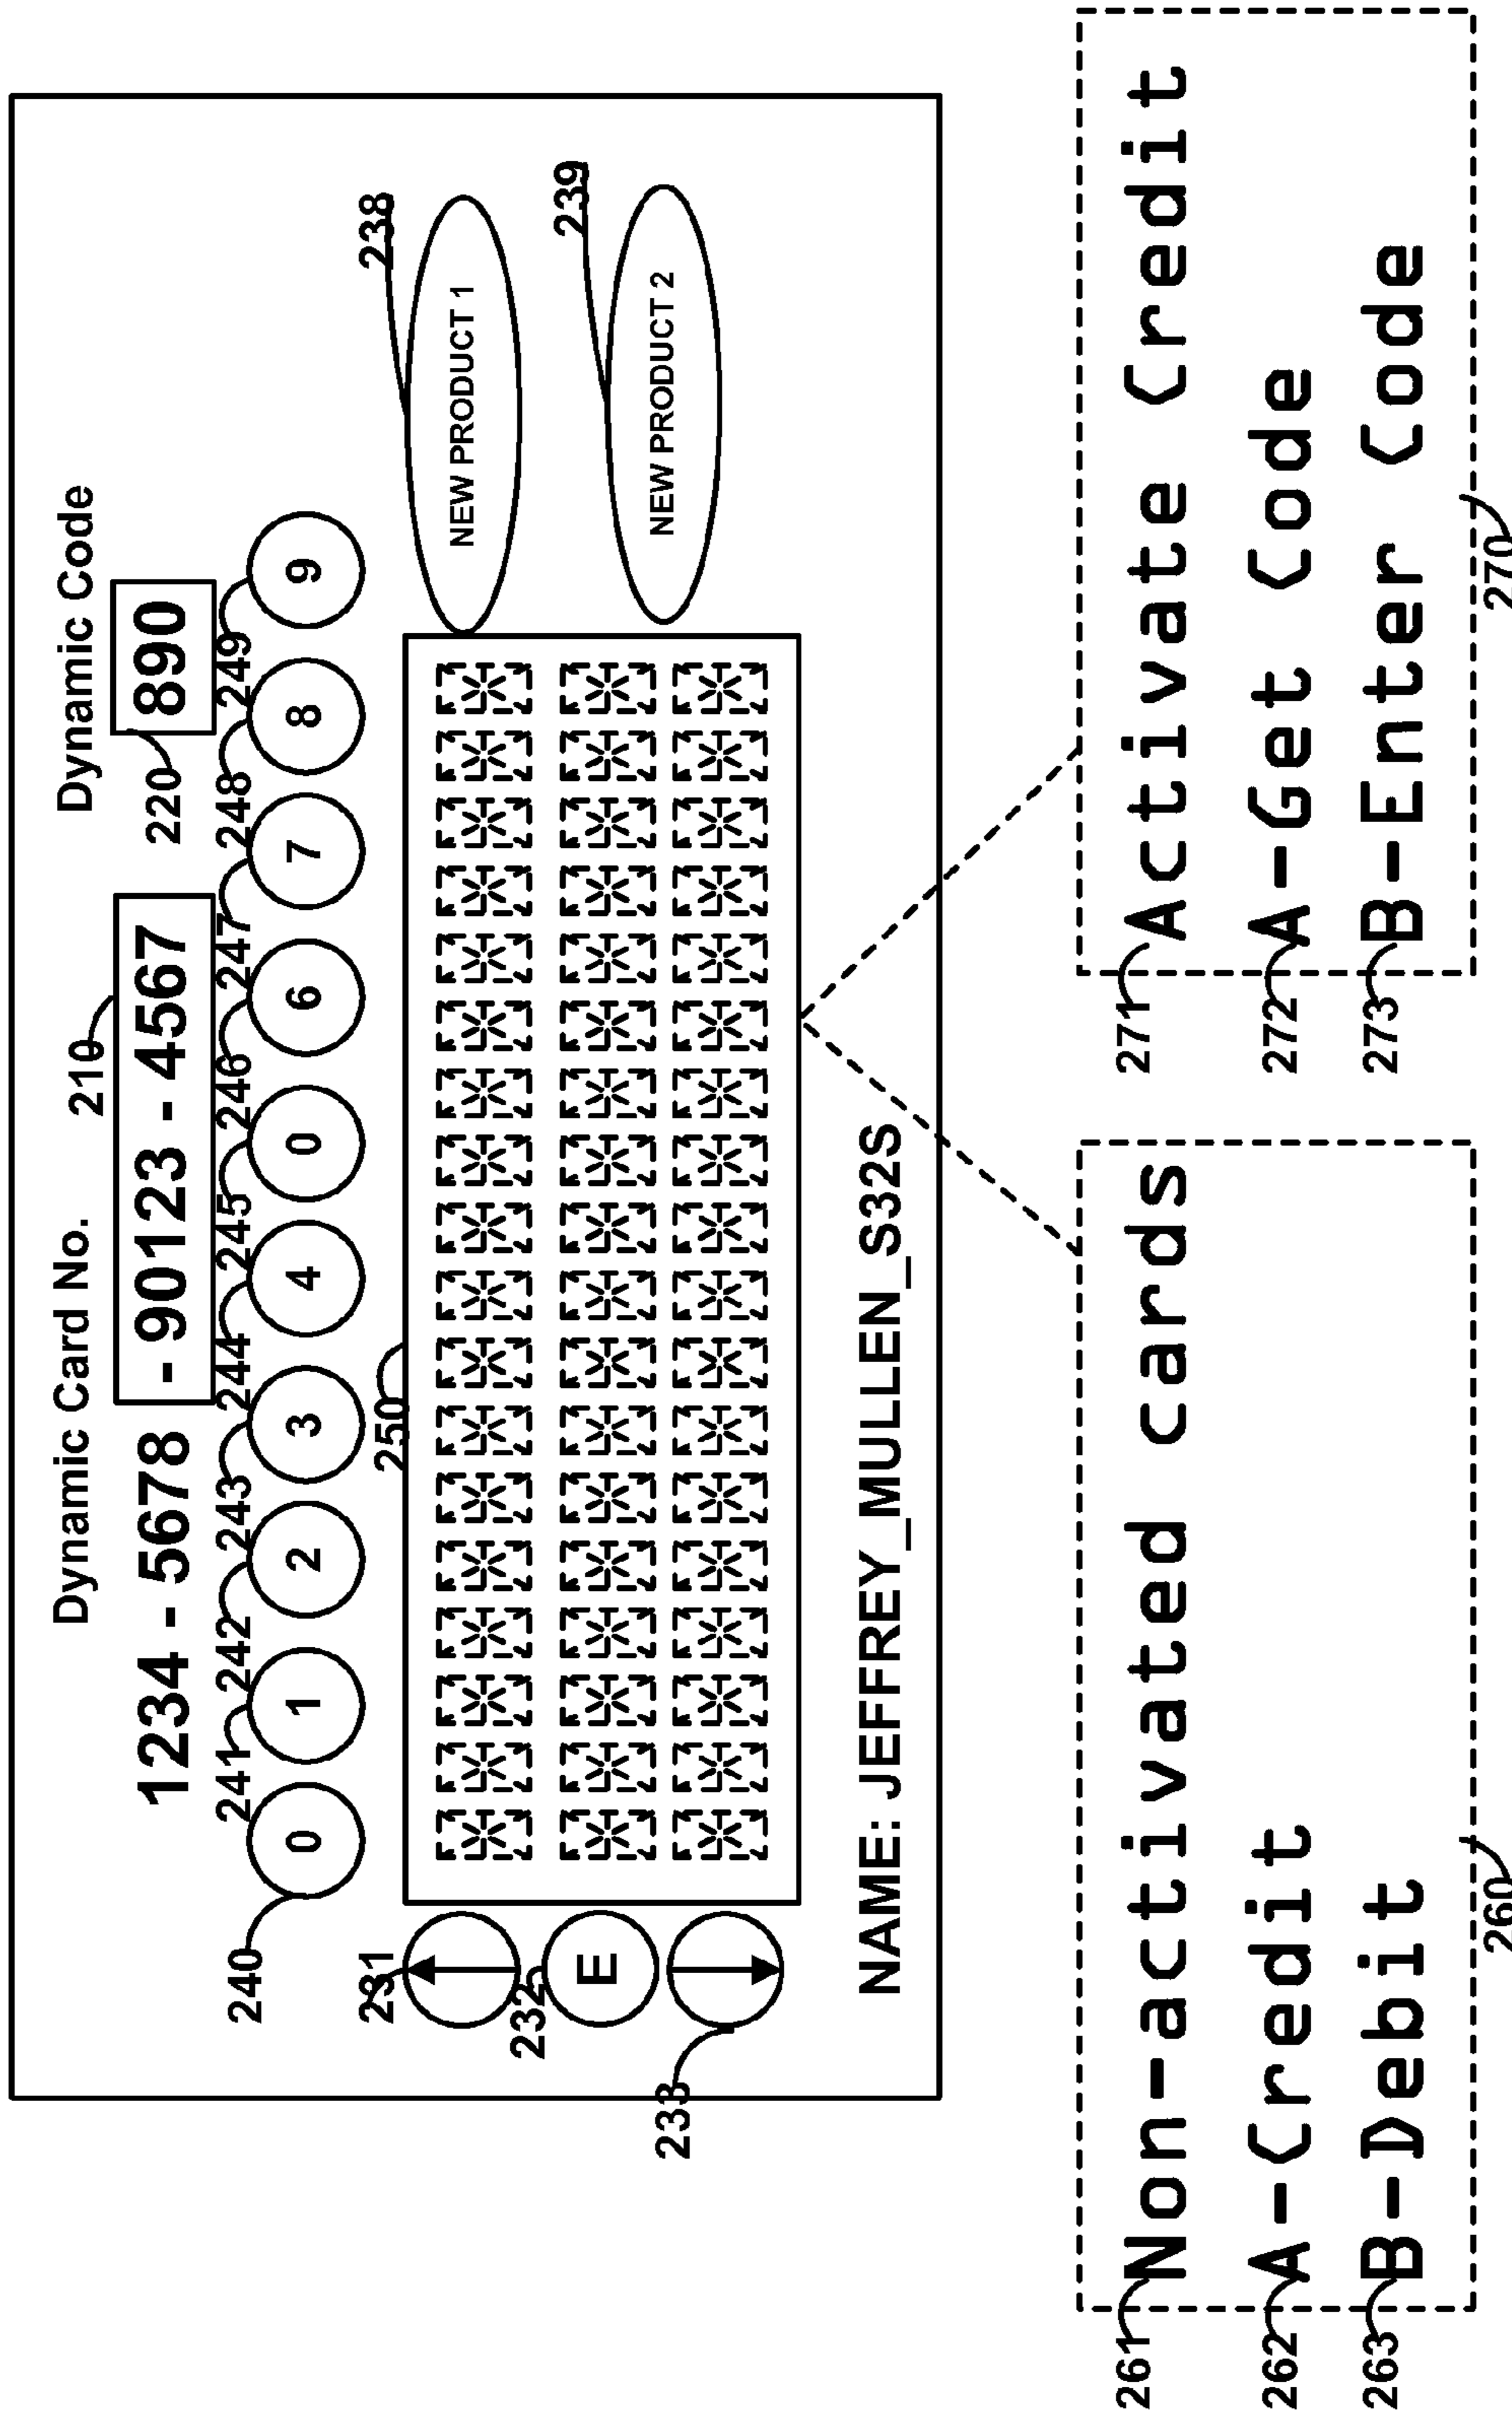 Dynamic Card No. Dynamic Code
210
1234 - 5678 - 90123 - 4567 220 890
240 241 242 243 244 245 246 247 248 249
0 1 2 3 4 0 6 7 8 9
250
231 238
NEW PRODUCT 1
232 E
239
NEW PRODUCT 2
233
NAME: JEFFREY_MULLEN_S32S
261 Non-activated cards
262 A-Credit
263 B-Debit
260
271 Activate Credit
272 A-Get Code
273 B-Enter Code
270